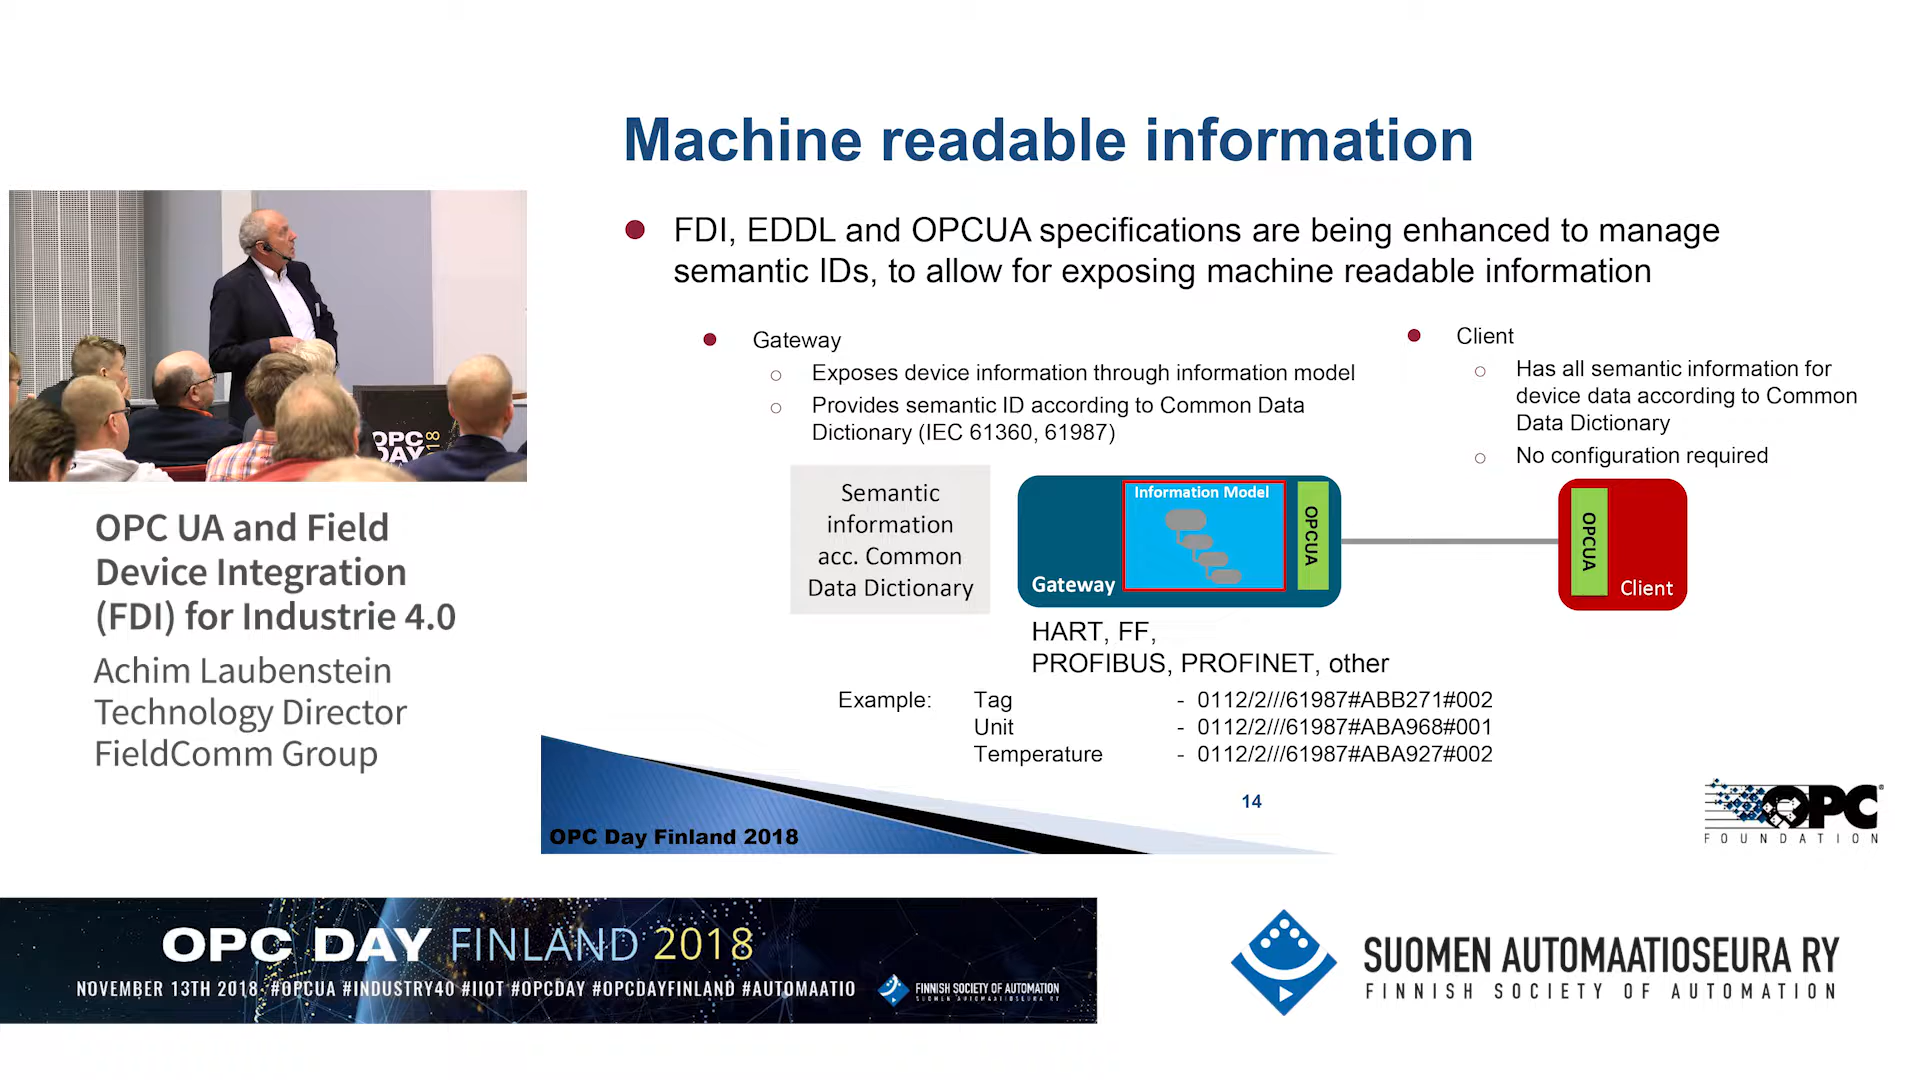 Machine readable information
FDI, EDDL and OPCUA specifications are being enhanced to manage
semantic IDs, to allow for exposing machine readable information
Gateway
Exposes device information through information model
Provides semantic ID according to Common Data
Dictionary (IEC 61360, 61987)
Client
Has all semantic information for
device data according to Common
Data Dictionary
No configuration required
Semantic
information
acc. Common
Data Dictionary
Information Model
Gateway
OPCUA
OPCUA
Client
HART, FF,
PROFIBUS, PROFINET, other
Example: Tag - 0112/2///61987#ABB271#002
Unit - 0112/2///61987#ABA968#001
Temperature - 0112/2///61987#ABA927#002
14
OPC Day Finland 2018
OPC
FOUNDATION
OPC
DAY
2018
OPC UA and Field
Device Integration
(FDI) for Industrie 4.0
Achim Laubenstein
Technology Director
FieldComm Group
OPC DAY FINLAND 2018
NOVEMBER 13TH 2018 #OPCUA #INDUSTRY40 #IIOT #OPCDAY #OPCDAYFINLAND #AUTOMAATIO
FINNISH SOCIETY OF AUTOMATION
SUOMEN AUTOMAATIOSEURA RY
SUOMEN AUTOMAATIOSEURA RY
FINNISH SOCIETY OF AUTOMATION